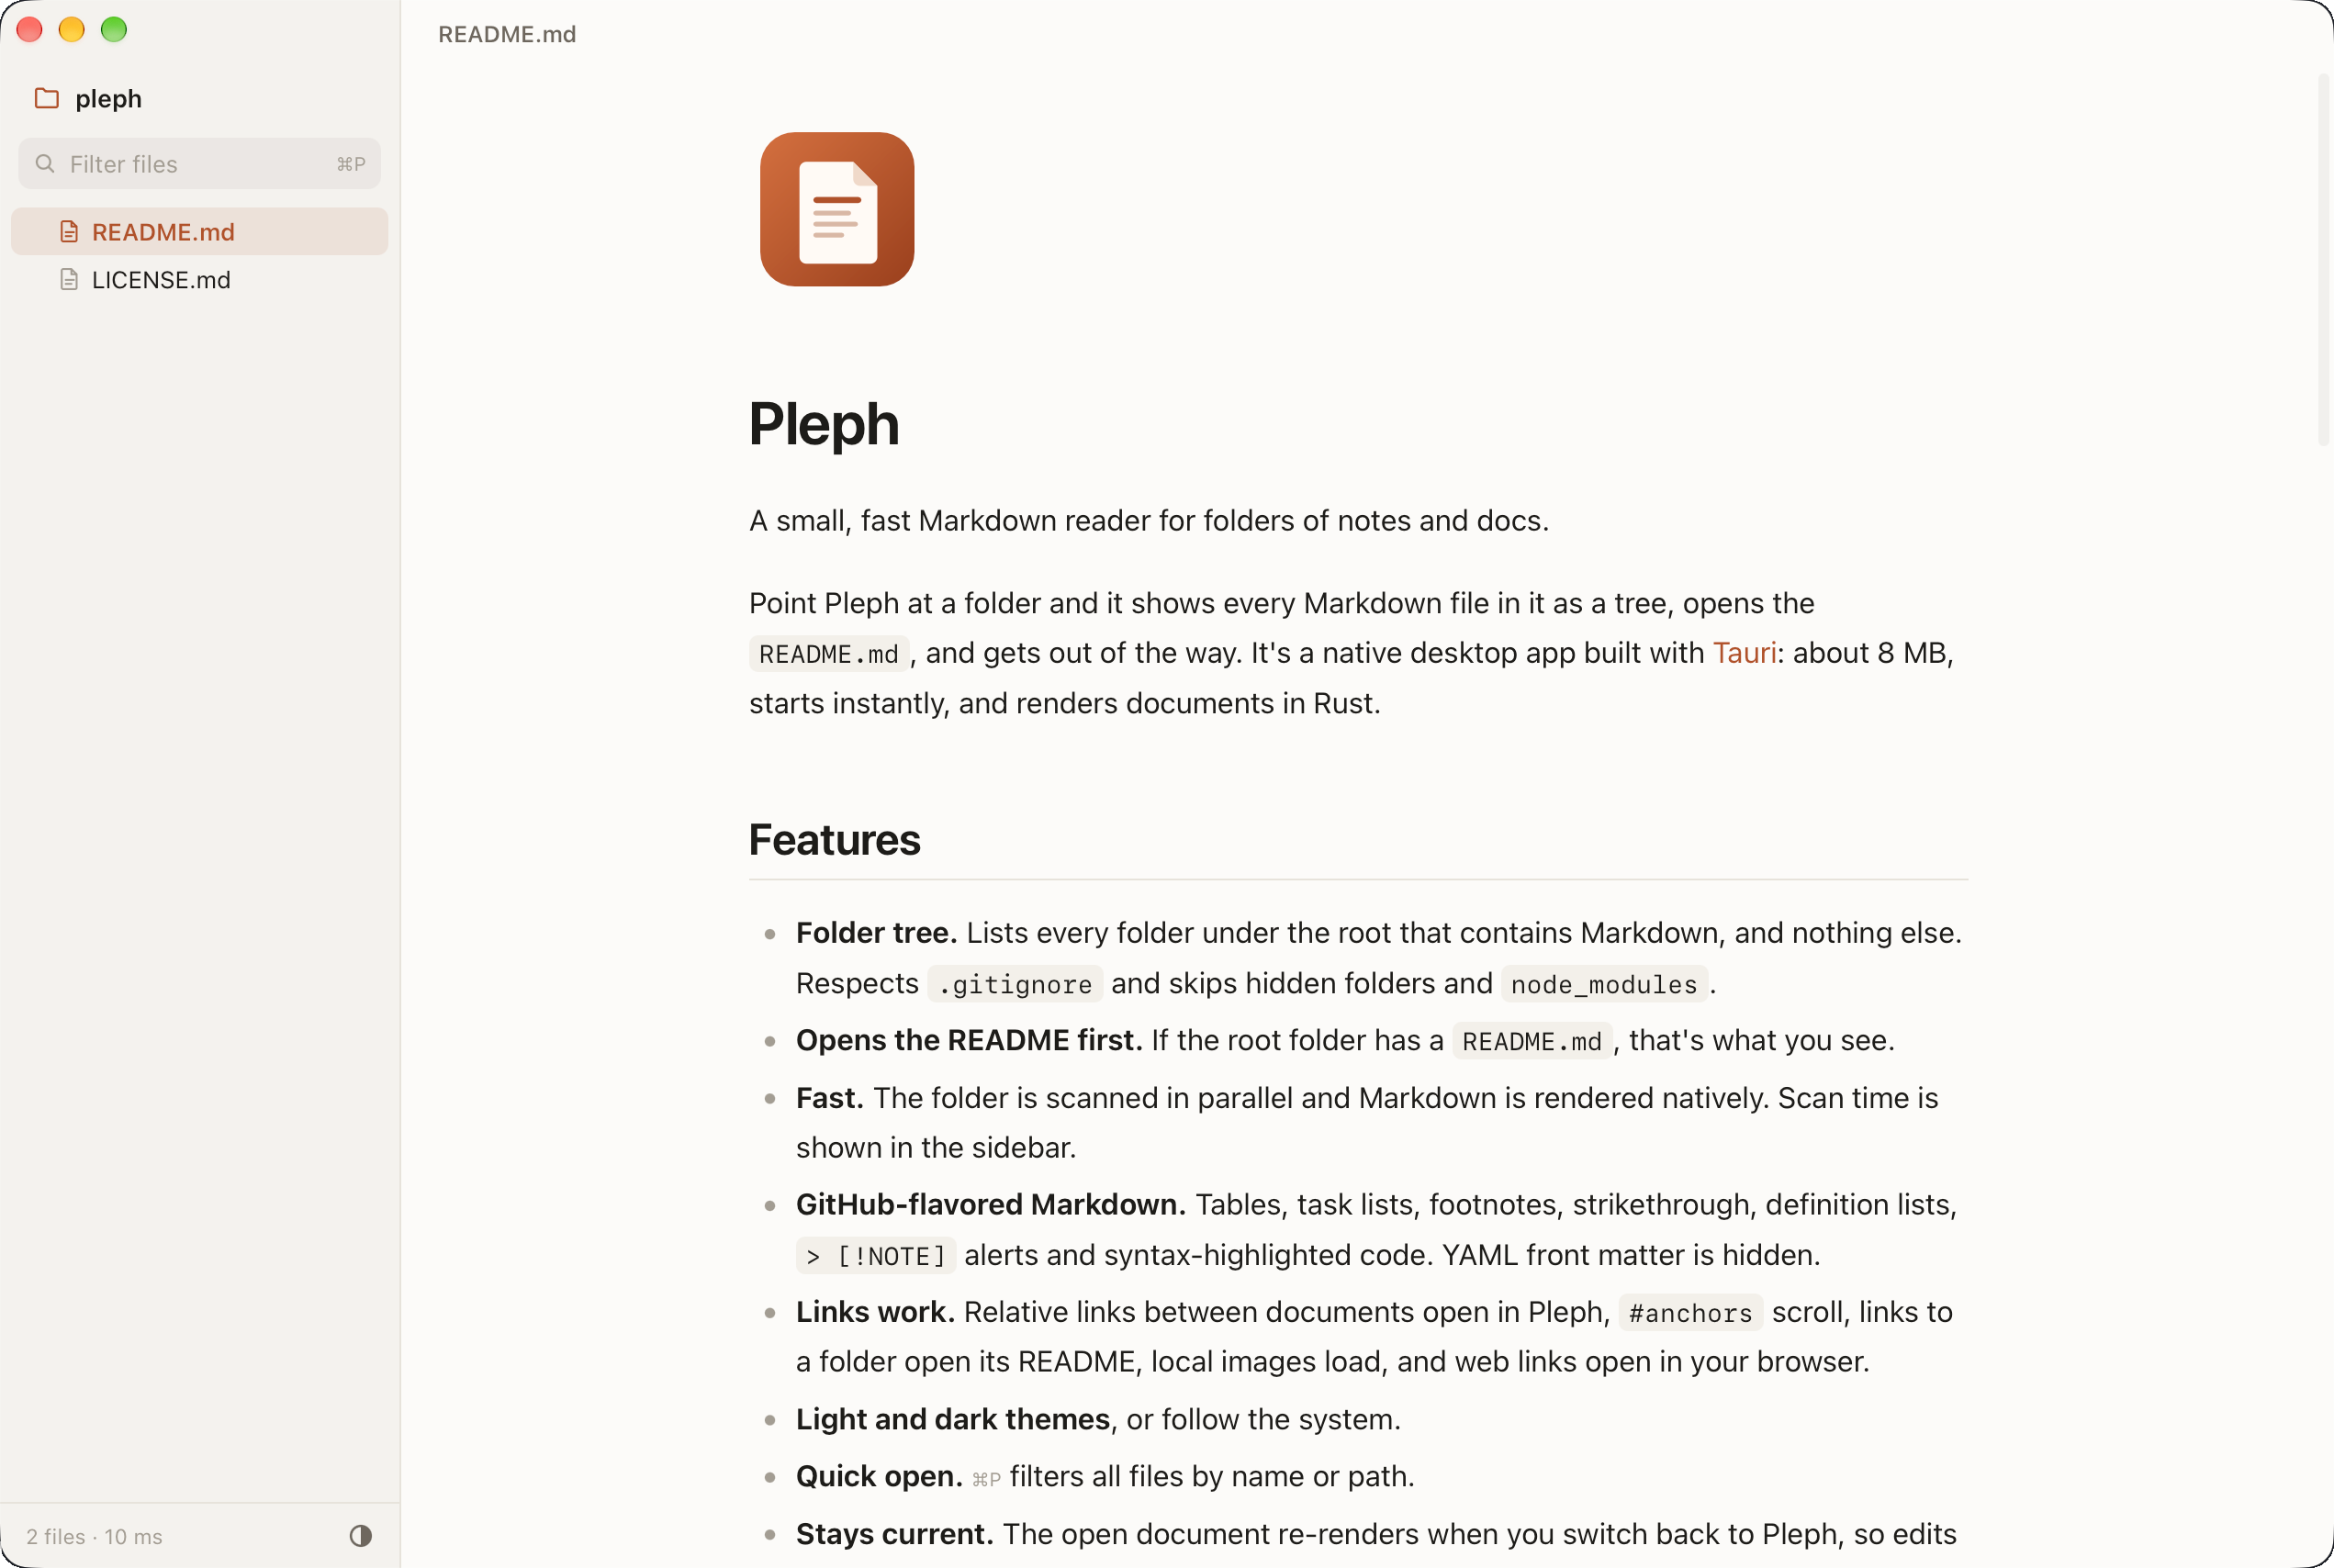 README.md
pleph
Filter files ⌘P
README.md
LICENSE.md
Pleph
A small, fast Markdown reader for folders of notes and docs.
Point Pleph at a folder and it shows every Markdown file in it as a tree, opens the
README.md, and gets out of the way. It's a native desktop app built with Tauri: about 8 MB,
starts instantly, and renders documents in Rust.
Features
Folder tree. Lists every folder under the root that contains Markdown, and nothing else.
Respects .gitignore and skips hidden folders and node_modules.
Opens the README first. If the root folder has a README.md, that's what you see.
Fast. The folder is scanned in parallel and Markdown is rendered natively. Scan time is
shown in the sidebar.
GitHub-flavored Markdown. Tables, task lists, footnotes, strikethrough, definition lists,
> [!NOTE] alerts and syntax-highlighted code. YAML front matter is hidden.
Links work. Relative links between documents open in Pleph, #anchors scroll, links to
a folder open its README, local images load, and web links open in your browser.
Light and dark themes, or follow the system.
Quick open. ⌘P filters all files by name or path.
Stays current. The open document re-renders when you switch back to Pleph, so edits
2 files · 10 ms